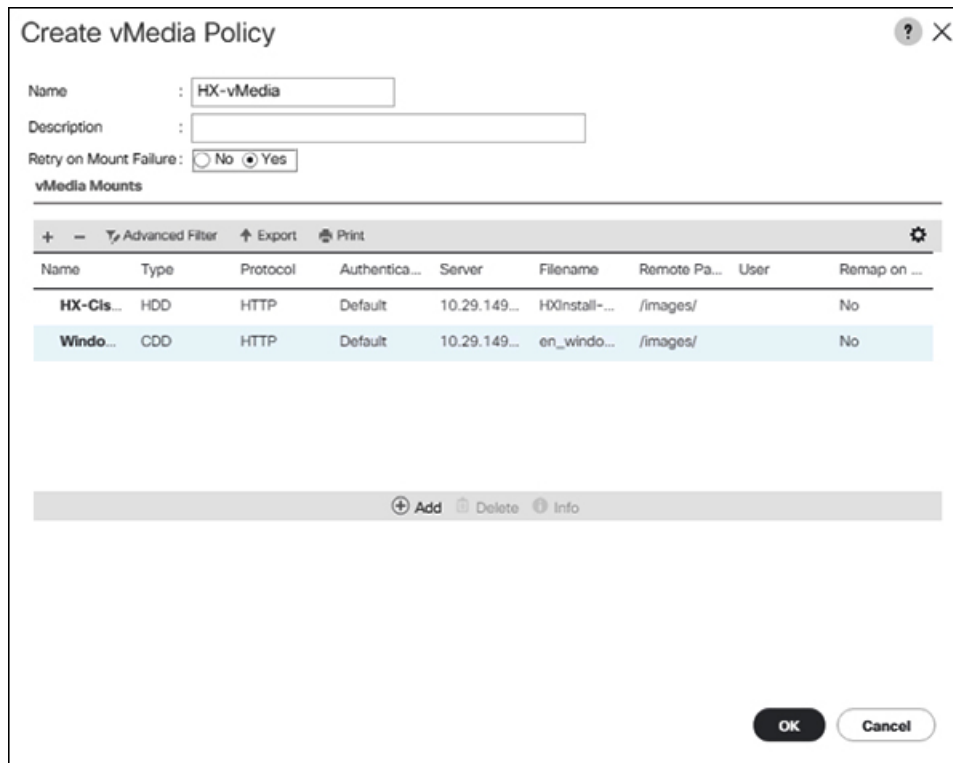 Create vMedia Policy ?
Name : HX-vMedia
Description :
Retry on Mount Failure : No Yes
vMedia Mounts
+ − Advanced Filter Export Print
Name Type Protocol Authentica... Server Filename Remote Pa... User Remap on ...
HX-Cis... HDD HTTP Default 10.29.149... HXInstall-... /images/ No
Windo... CDD HTTP Default 10.29.149... en_windo... /images/ No
Add Delete Info
OK Cancel